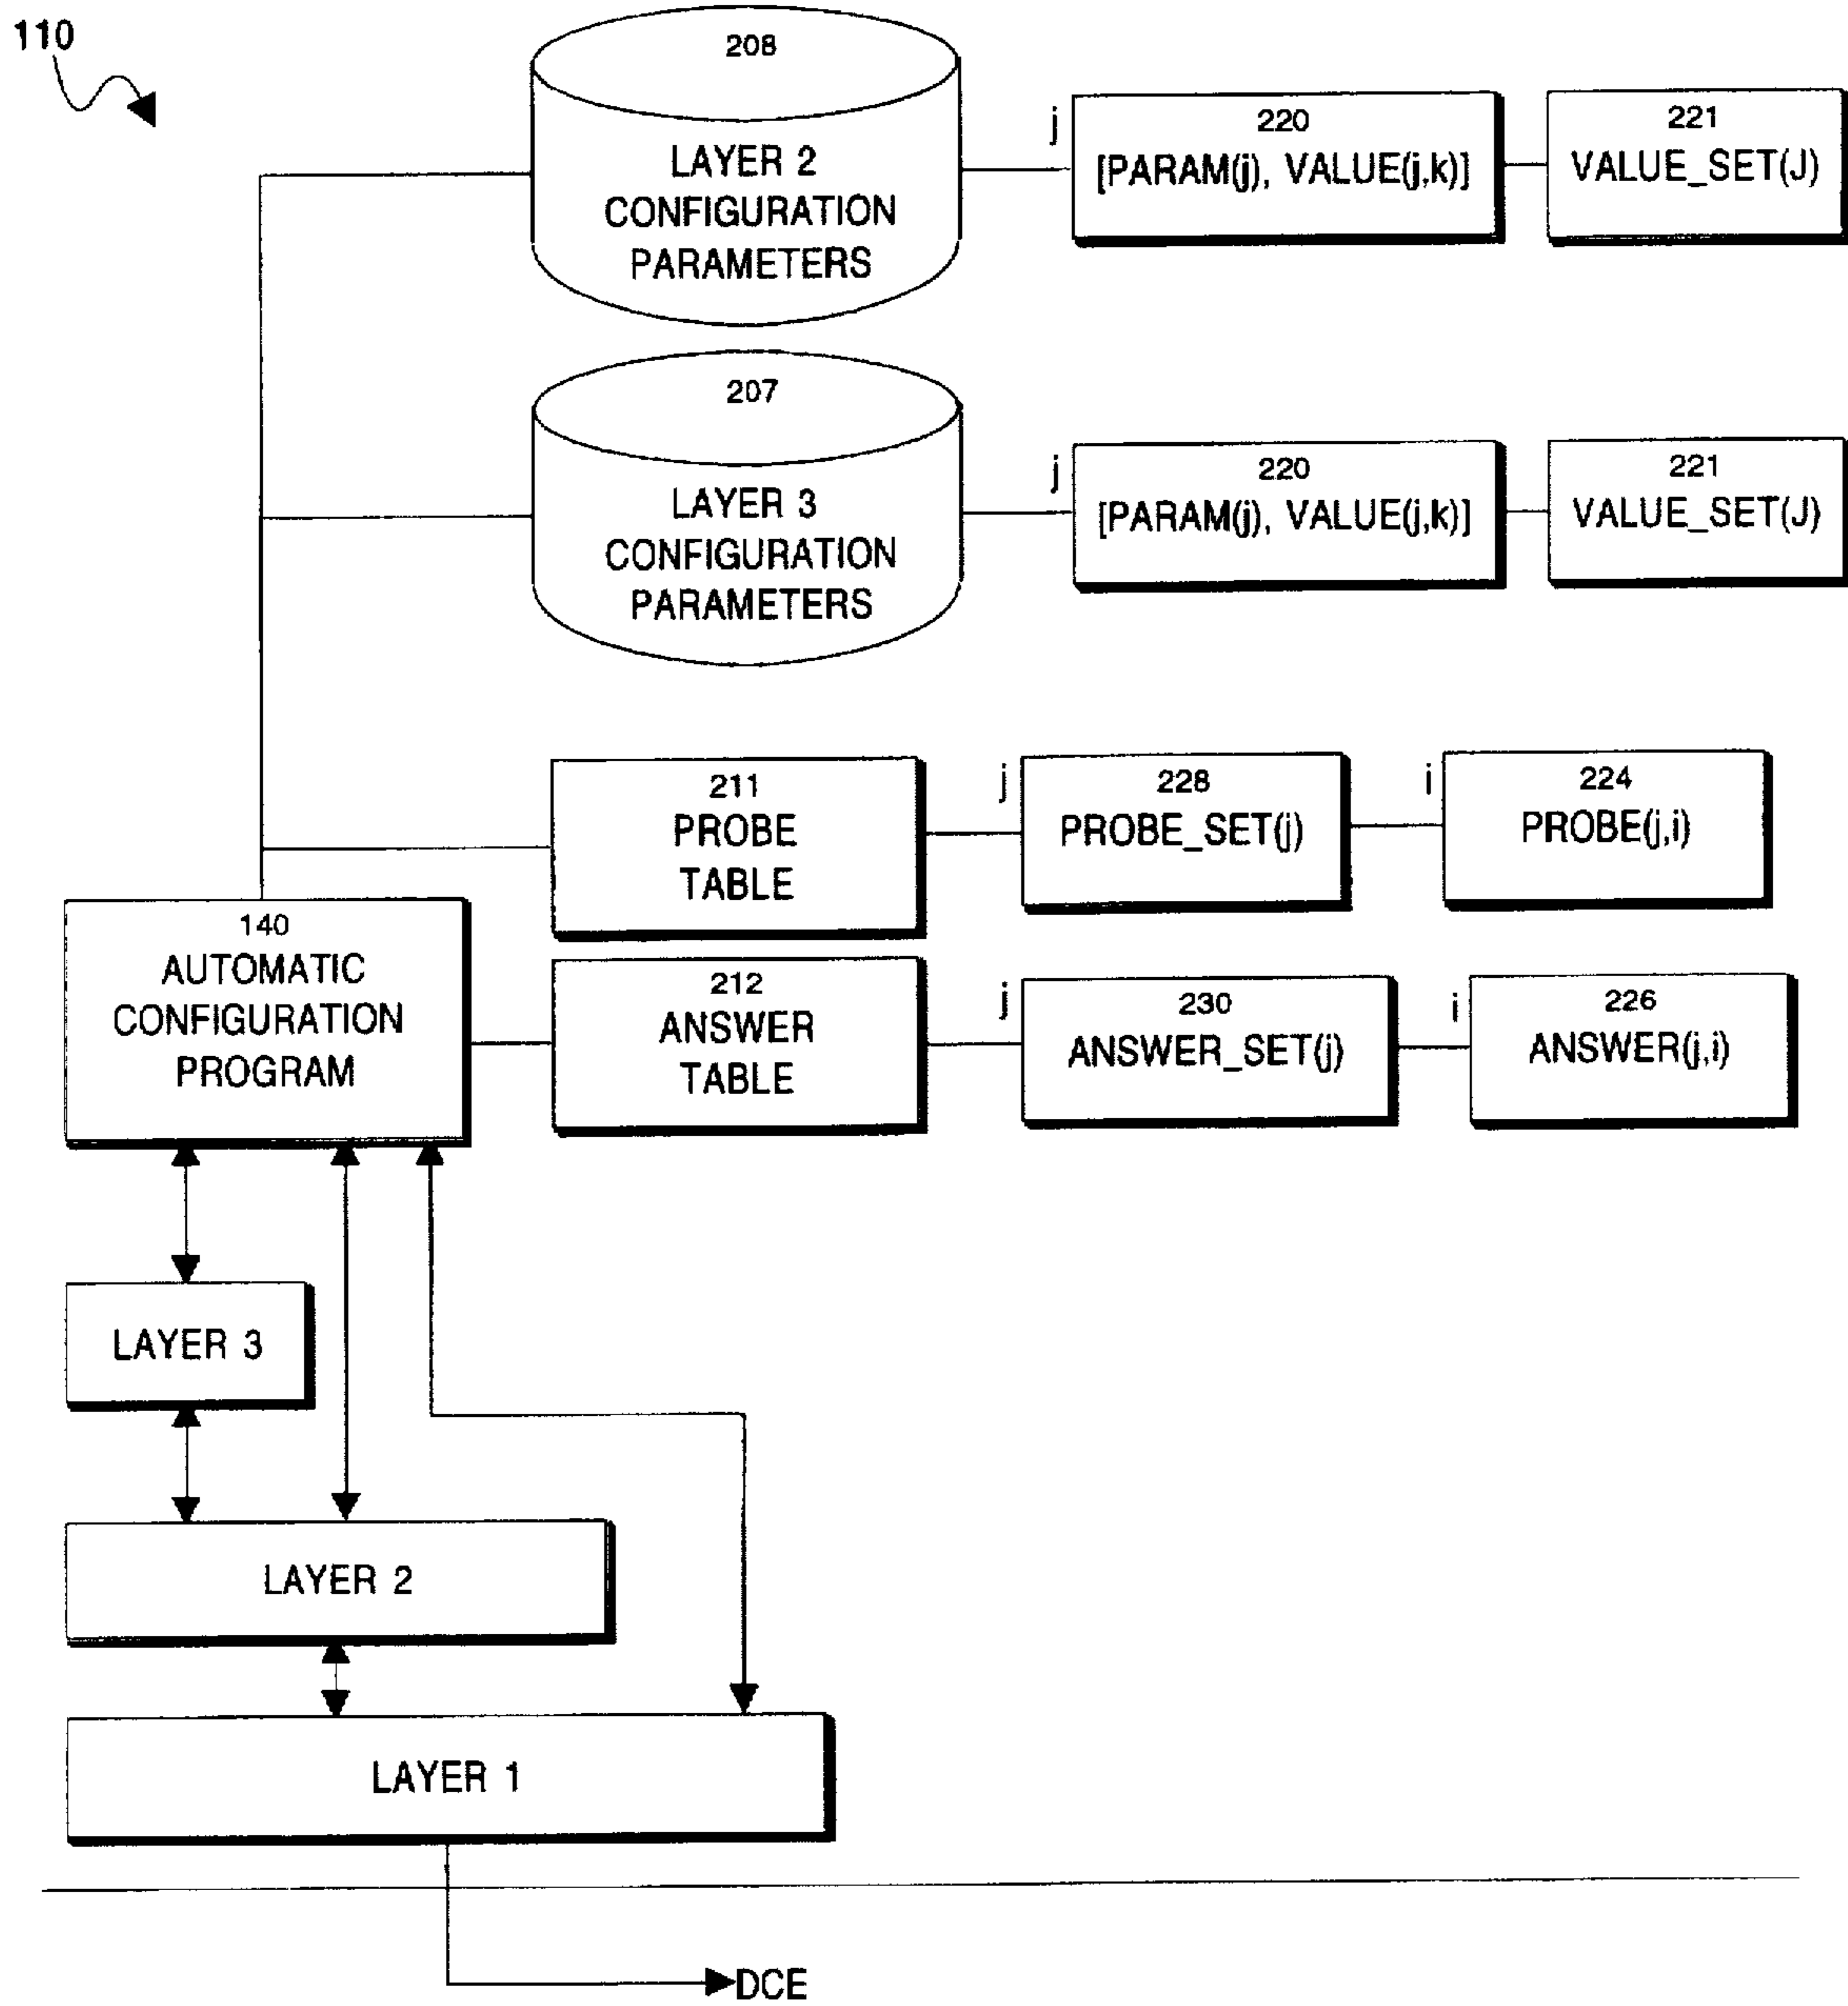 110
208
LAYER 2
CONFIGURATION
PARAMETERS
j
220
[PARAM(j), VALUE(j,k)]
221
VALUE_SET(J)
207
LAYER 3
CONFIGURATION
PARAMETERS
j
220
[PARAM(j), VALUE(j,k)]
221
VALUE_SET(J)
211
PROBE
TABLE
j
228
PROBE_SET(j)
i
224
PROBE(j,i)
140
AUTOMATIC
CONFIGURATION
PROGRAM
212
ANSWER
TABLE
j
230
ANSWER_SET(j)
i
226
ANSWER(j,i)
LAYER 3
LAYER 2
LAYER 1
DCE